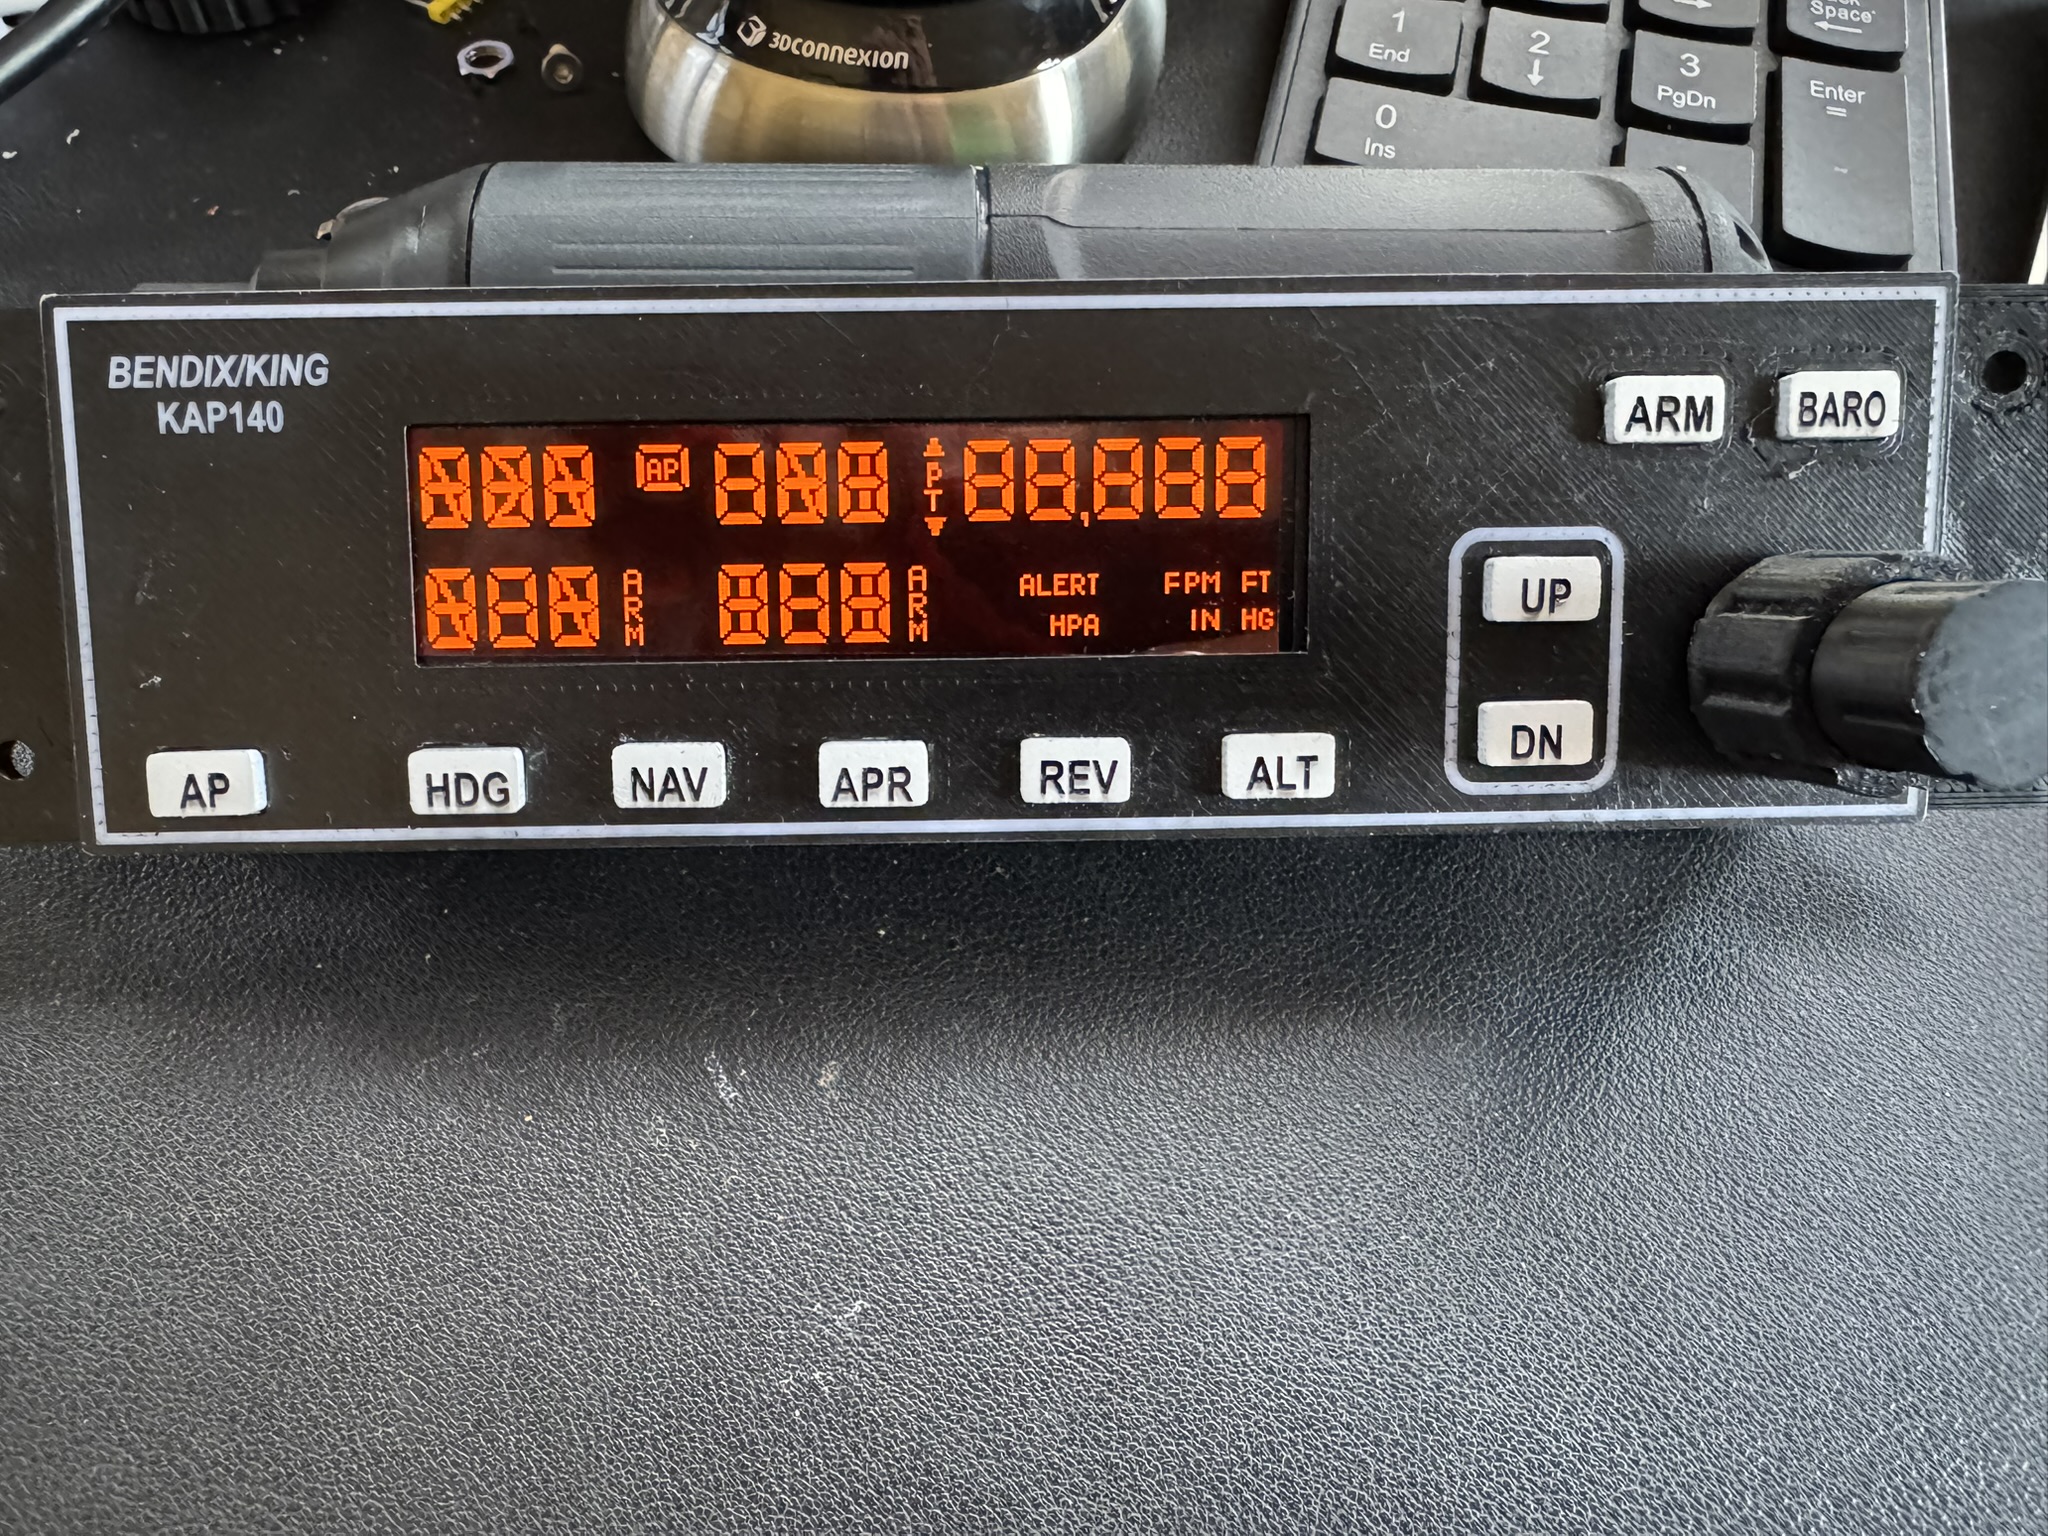 3Dconnexion
1
End
2
↓
3
PgDn
Space
←
0
Ins
Enter
=
BENDIX/KING
KAP140
AP
PT
ARM
ARM
ALERT
FPM FT
HPA
IN HG
ARM
BARO
UP
DN
AP
HDG
NAV
APR
REV
ALT